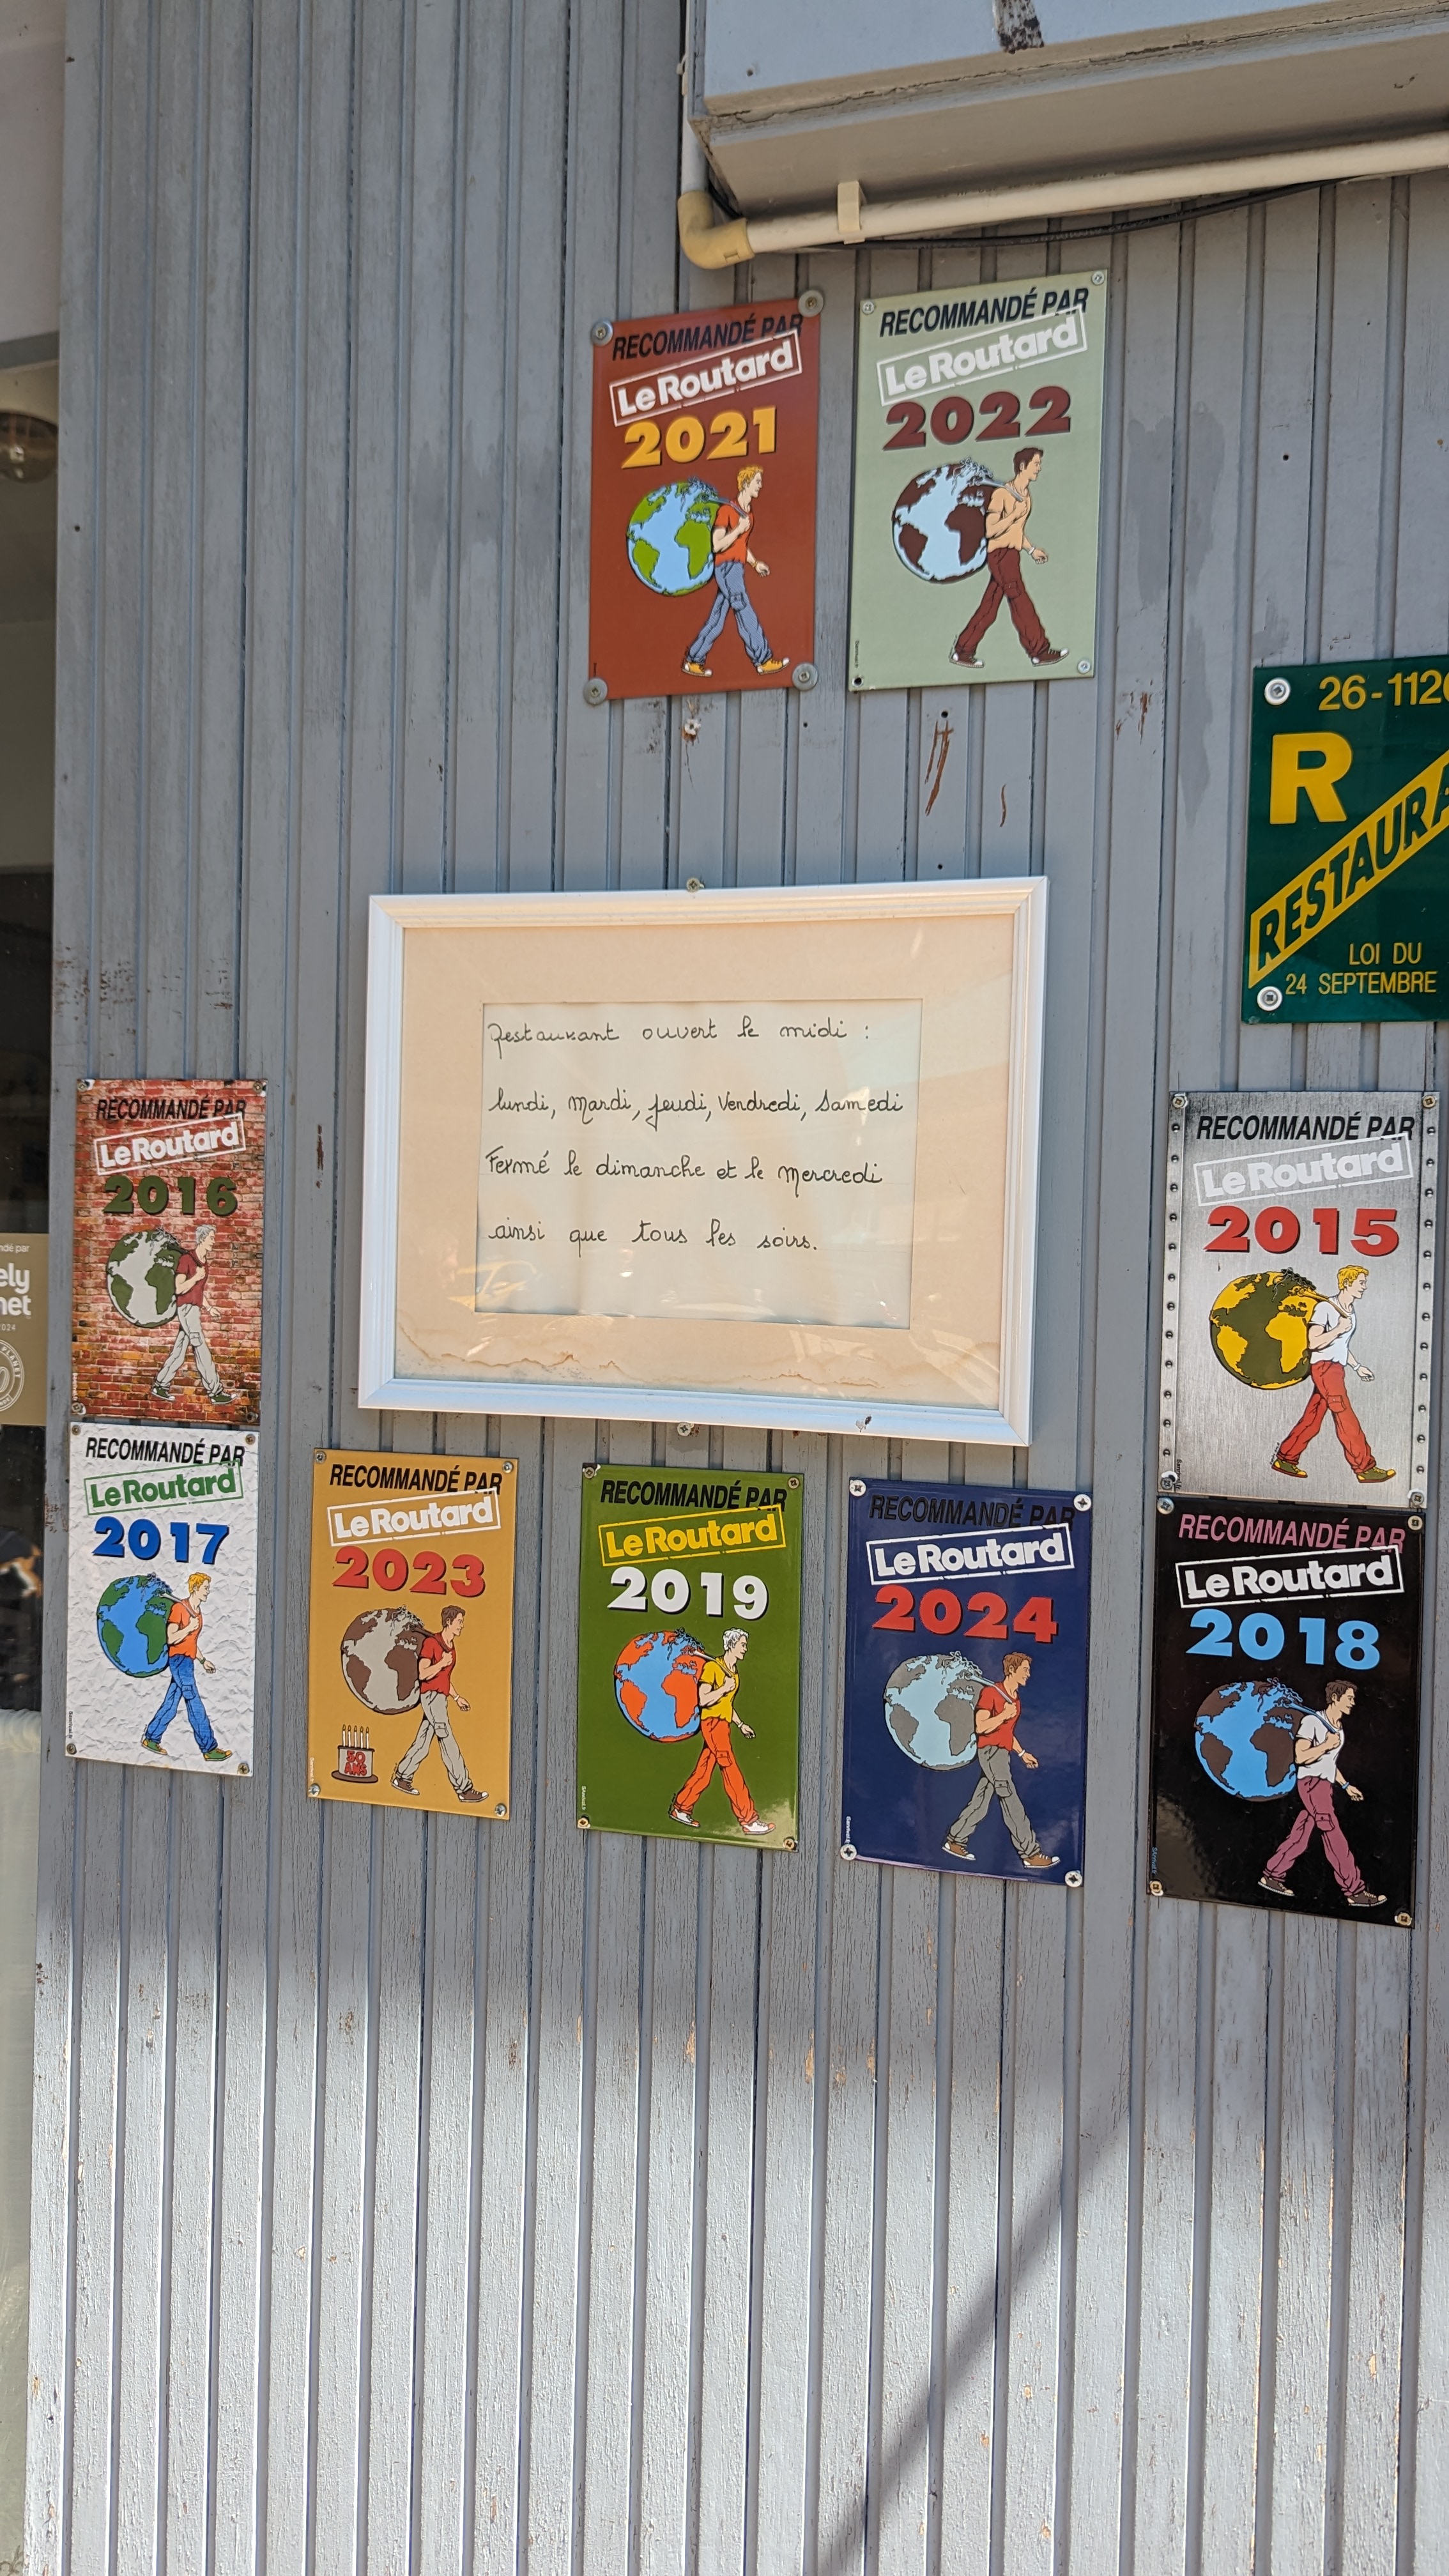 RECOMMANDÉ PAR
Le Routard
2021
RECOMMANDÉ PAR
Le Routard
2022
26-112
R
LOI DU
24 SEPTEMBRE
Restaurant ouvert le midi :
lundi, Mardi, jeudi, Vendredi, Samedi
Fermé le dimanche et le Mercredi
ainsi que tous les soirs.
RECOMMANDÉ PAR
Le Routard
2016
RECOMMANDÉ PAR
Le Routard
2015
2024
RECOMMANDÉ PAR
Le Routard
2017
RECOMMANDÉ PAR
Le Routard
2023
50
ANS
RECOMMANDÉ PAR
Le Routard
2019
RECOMMANDÉ PAR
Le Routard
2024
RECOMMANDÉ PAR
Le Routard
2018